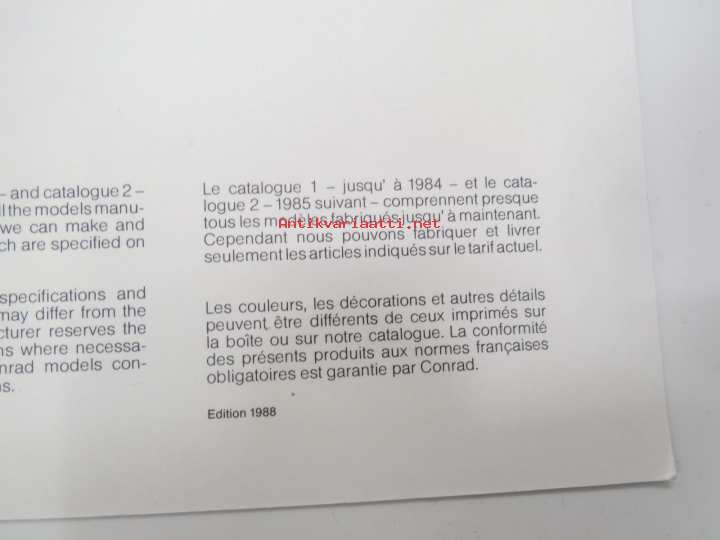 – and catalogue 2 –
the models manu-
we can make and
are specified on
specifications and
may differ from the
reserves the
where necessa-
models con-
Le catalogue 1 – jusqu' à 1984 – et le cata-
logue 2 – 1985 suivant – comprennent presque
tous les modèles fabriqués jusqu' à maintenant.
Antikvariaatti.net
Cependant nous pouvons fabriquer et livrer
seulement les articles indiqués sur le tarif actuel.
Les couleurs, les décorations et autres détails
peuvent être différents de ceux imprimés sur
la boîte ou sur notre catalogue. La conformité
des présents produits aux normes françaises
obligatoires est garantie par Conrad.
Edition 1988